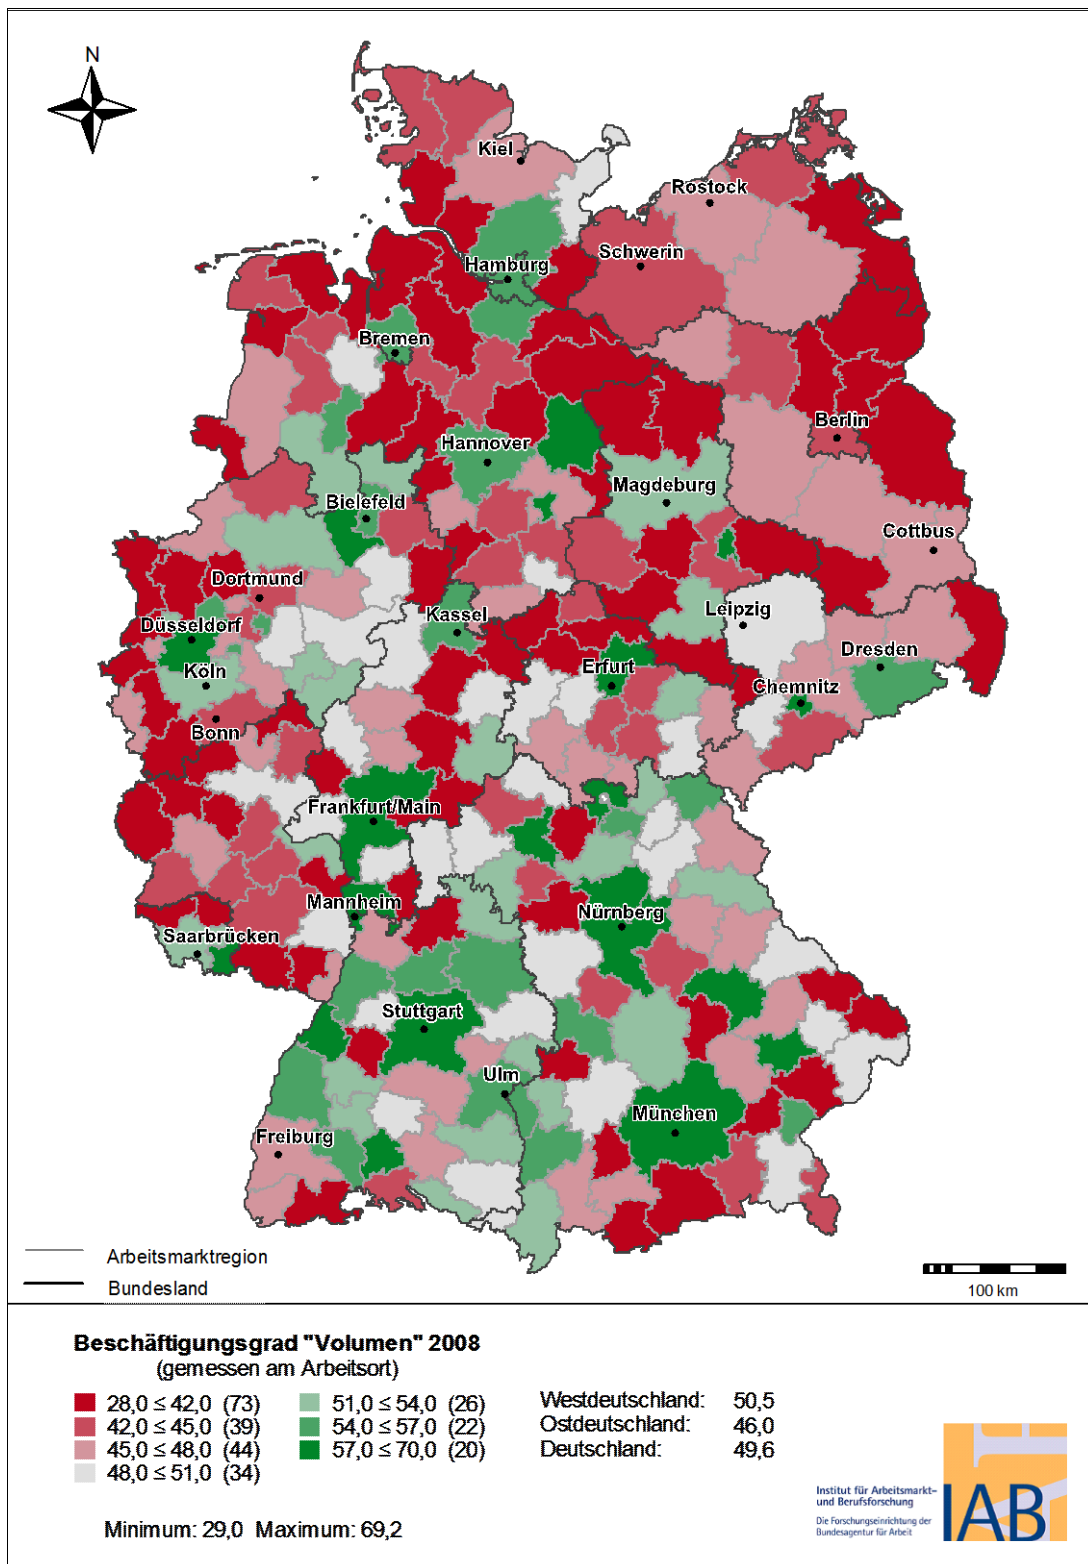 N
Kiel
Rostock
Schwerin
Hamburg
Bremen
Berlin
Hannover
Magdeburg
Bielefeld
Cottbus
Dortmund
Leipzig
Kassel
Düsseldorf
Dresden
Erfurt
Köln
Chemnitz
Bonn
Frankfurt/Main
Mannheim
Nürnberg
Saarbrücken
Stuttgart
Ulm
München
Freiburg
Arbeitsmarktregion
Bundesland
100 km
Beschäftigungsgrad "Volumen" 2008
(gemessen am Arbeitsort)
28,0 ≤ 42,0 (73)
42,0 ≤ 45,0 (39)
45,0 ≤ 48,0 (44)
48,0 ≤ 51,0 (34)
51,0 ≤ 54,0 (26)
54,0 ≤ 57,0 (22)
57,0 ≤ 70,0 (20)
Westdeutschland: 50,5
Ostdeutschland: 46,0
Deutschland: 49,6
Minimum: 29,0 Maximum: 69,2
Institut für Arbeitsmarkt-
und Berufsforschung
Die Forschungseinrichtung der
Bundesagentur für Arbeit
IAB